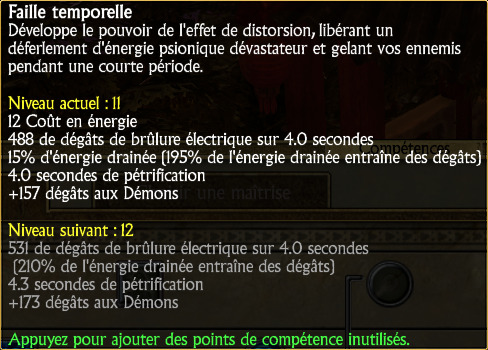 Faille temporelle
Développe le pouvoir de l'effet de distorsion, libérant un
déferlement d'énergie psionique dévastateur et gelant vos ennemis
pendant une courte période.
Niveau actuel : 11
12 Coût en énergie
488 de dégâts de brûlure électrique sur 4.0 secondes
Compétences
15% d'énergie drainée (195% de l'énergie drainée entraîne des dégâts)
4.0 secondes de pétrification
+157 dégâts aux Démons
r une maîtrise
Niveau suivant : 12
531 de dégâts de brûlure électrique sur 4.0 secondes
(210% de l'énergie drainée entraîne des dégâts)
4.3 secondes de pétrification
+173 dégâts aux Démons
Appuyez pour ajouter des points de compétence inutilisés.